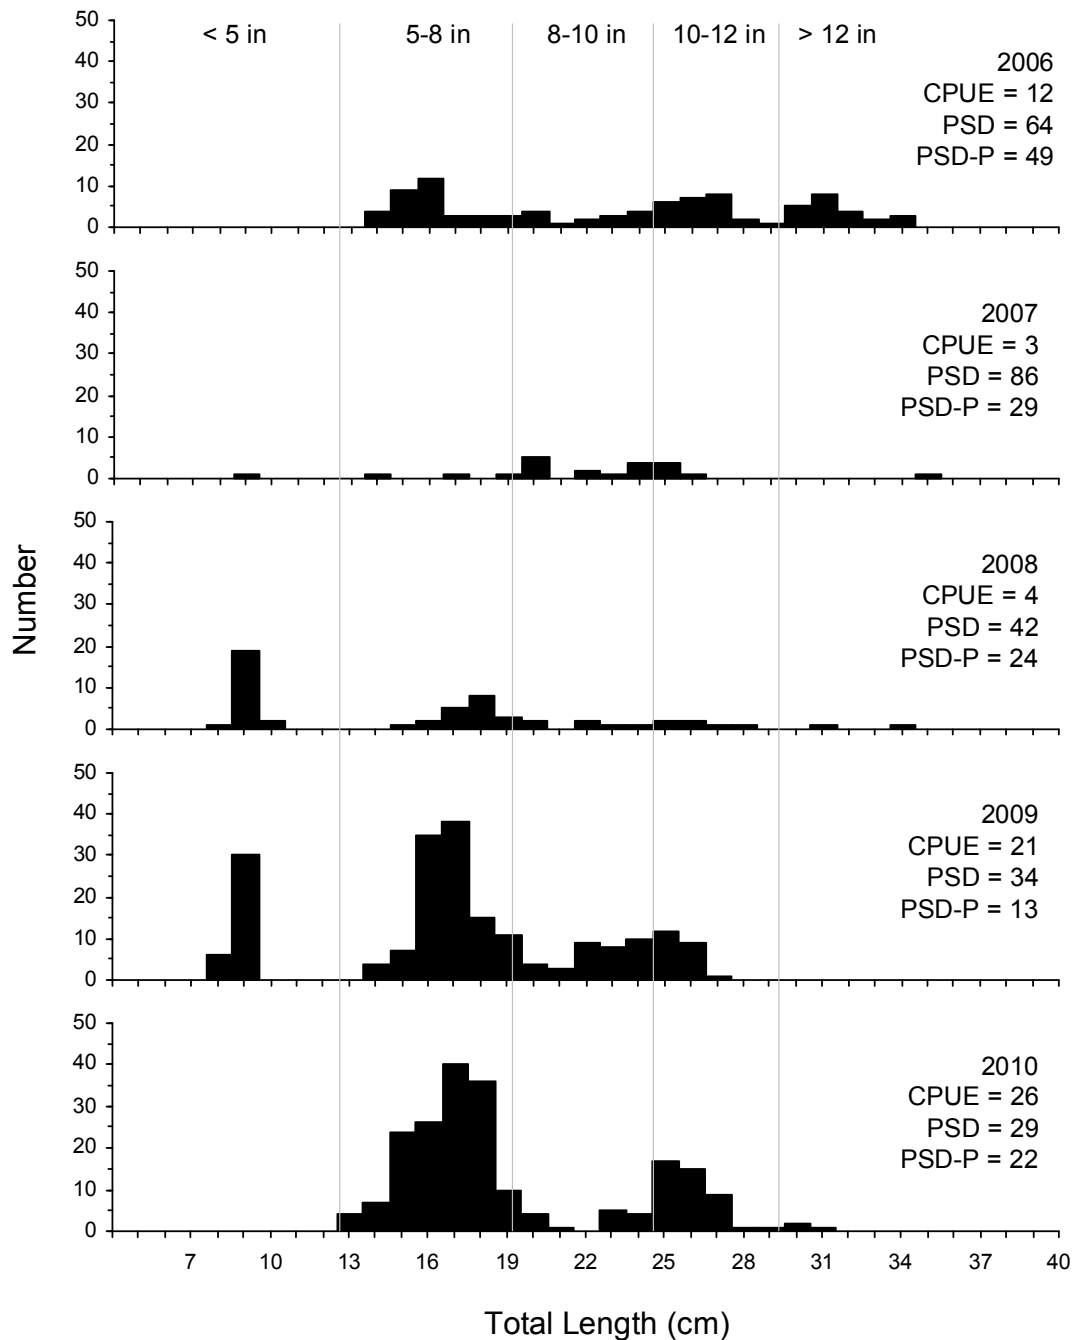 50
40
30
20
10
0
< 5 in 5-8 in 8-10 in 10-12 in > 12 in
2006
CPUE = 12
PSD = 64
PSD-P = 49
50
40
30
20
10
0
2007
CPUE = 3
PSD = 86
PSD-P = 29
Number
50
40
30
20
10
0
2008
CPUE = 4
PSD = 42
PSD-P = 24
50
40
30
20
10
0
2009
CPUE = 21
PSD = 34
PSD-P = 13
50
40
30
20
10
0
2010
CPUE = 26
PSD = 29
PSD-P = 22
7 10 13 16 19 22 25 28 31 34 37 40
Total Length (cm)